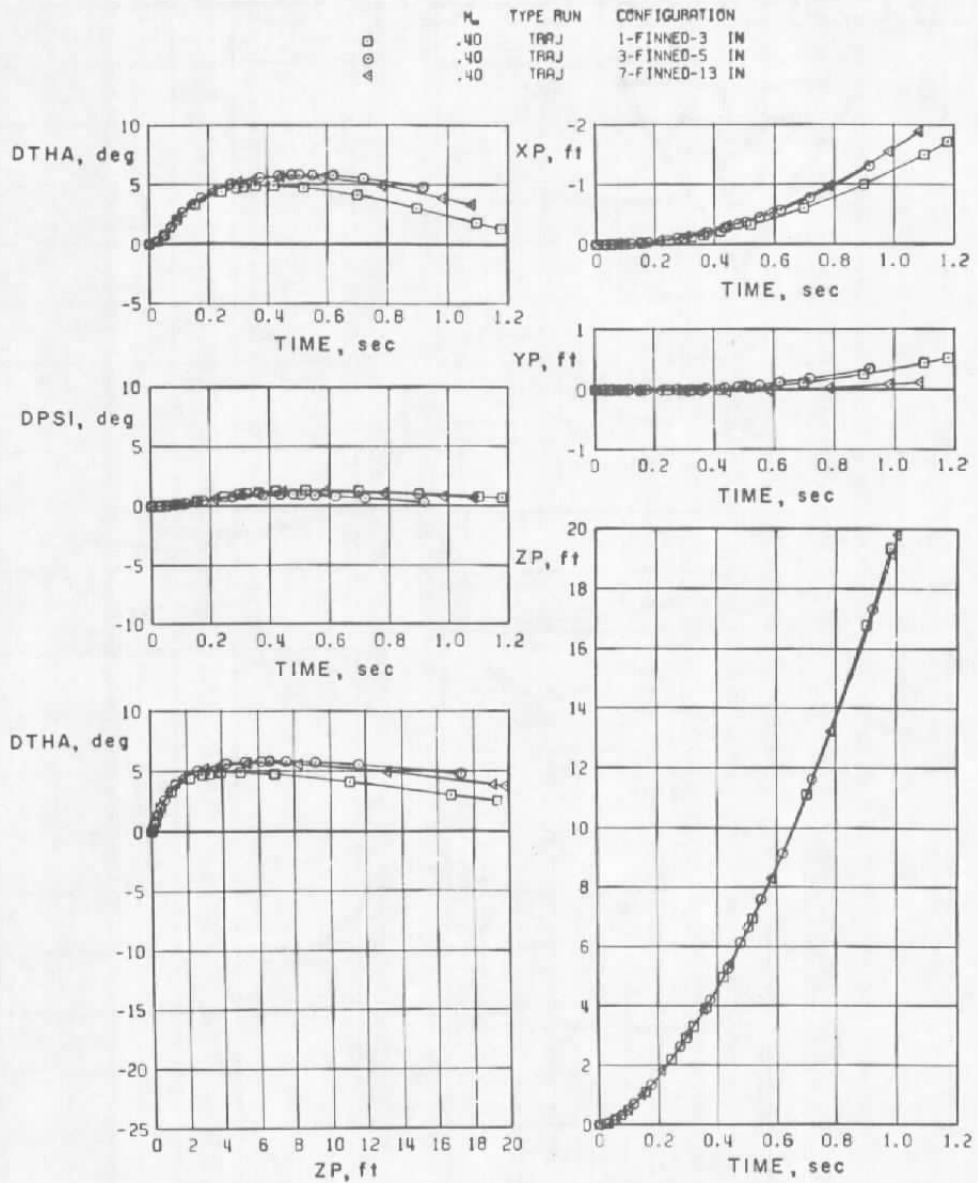 M∞ TYPE RUN CONFIGURATION
.40 TRAJ 1-FINNED-3 IN
.40 TRAJ 3-FINNED-5 IN
.40 TRAJ 7-FINNED-13 IN
DTHA, deg
10
5
0
-5
0 0.2 0.4 0.6 0.8 1.0 1.2
TIME, sec
XP, ft
-2
-1
0
0 0.2 0.4 0.6 0.8 1.0 1.2
TIME, sec
YP, ft
1
0
-1
0 0.2 0.4 0.6 0.8 1.0 1.2
TIME, sec
DPSI, deg
10
5
0
-5
-10
0 0.2 0.4 0.6 0.8 1.0 1.2
TIME, sec
DTHA, deg
10
5
0
-5
-10
-15
-20
-25
0 2 4 6 8 10 12 14 16 18 20
ZP, ft
ZP, ft
20
18
16
14
12
10
8
6
4
2
0
0 0.2 0.4 0.6 0.8 1.0 1.2
TIME, sec